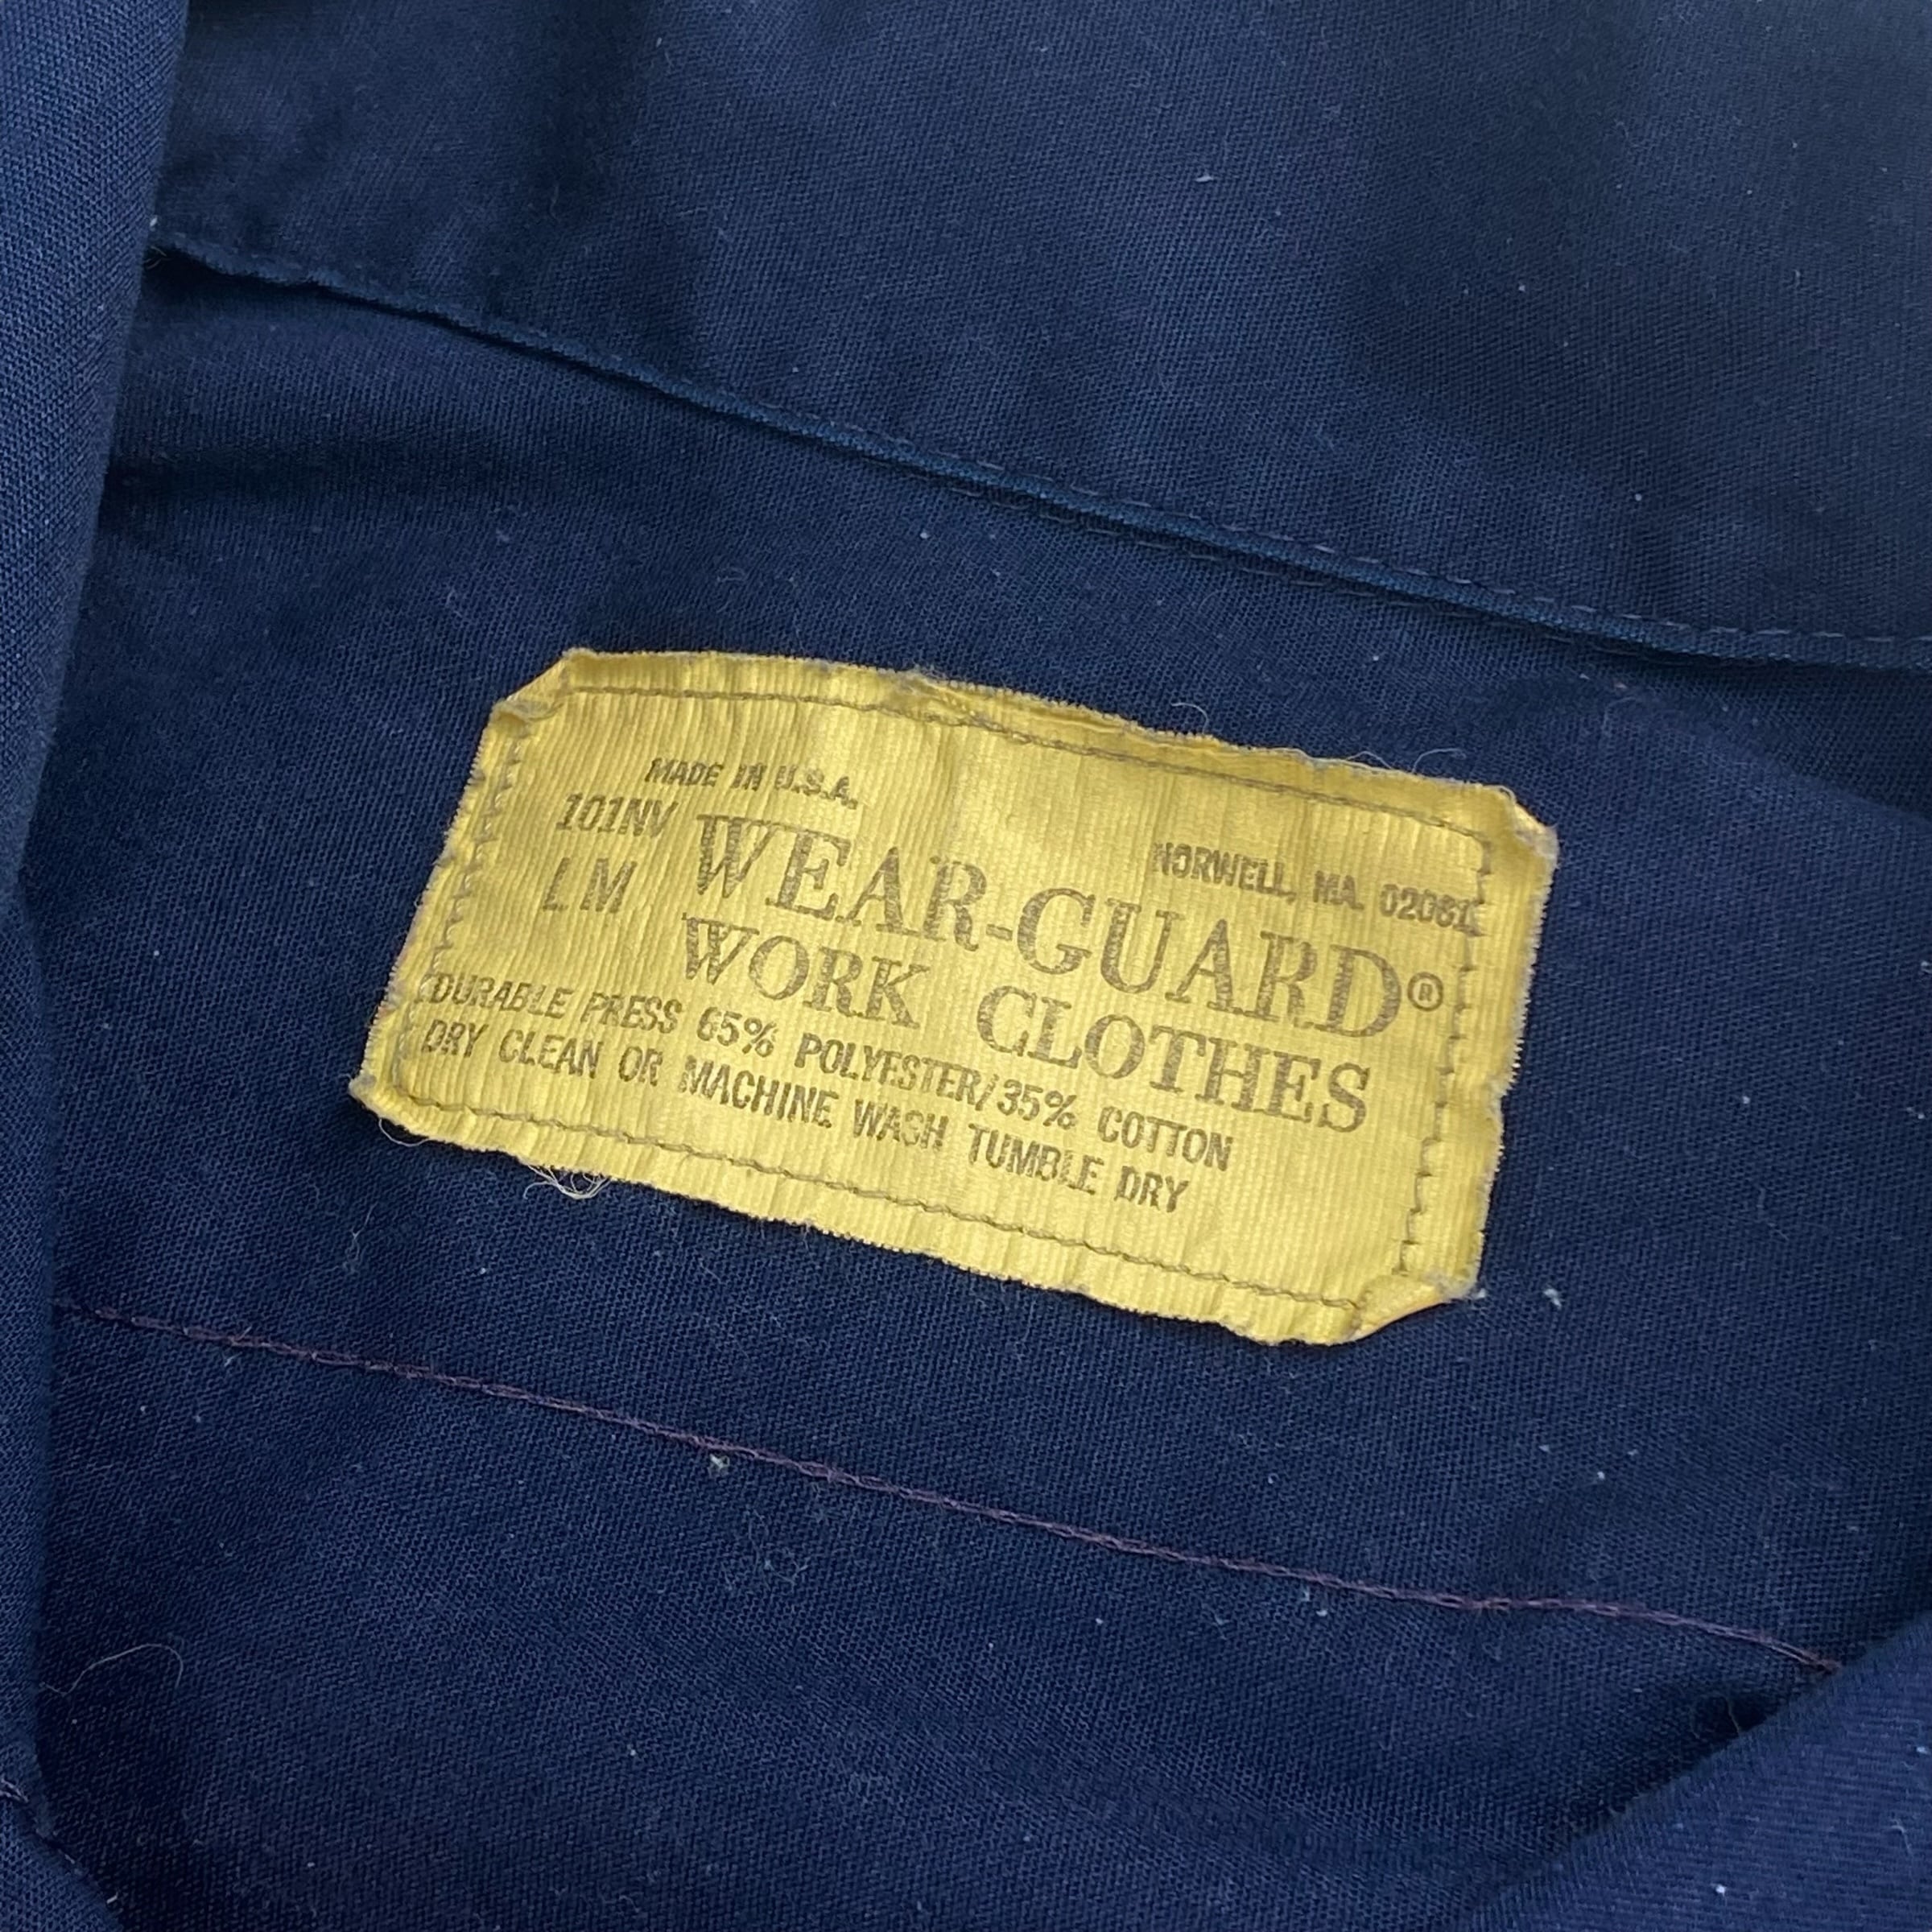 MADE IN U.S.A.
101NV
NORWELL, MA. 02061
L M
WEAR-GUARD®
WORK CLOTHES
DURABLE PRESS 65% POLYESTER/35% COTTON
DRY CLEAN OR MACHINE WASH TUMBLE DRY